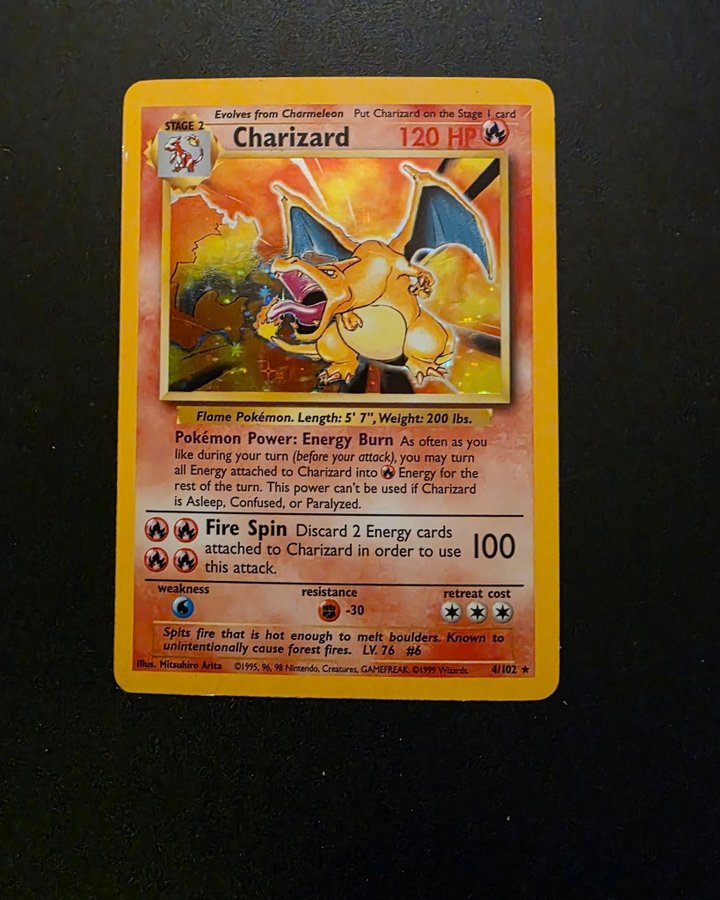 Evolves from Charmeleon Put Charizard on the Stage 1 card
STAGE 2
Charizard 120 HP
Flame Pokémon. Length: 5' 7", Weight: 200 lbs.
Pokémon Power: Energy Burn As often as you
like during your turn (before your attack), you may turn
all Energy attached to Charizard into Energy for the
rest of the turn. This power can't be used if Charizard
is Asleep, Confused, or Paralyzed.
Fire Spin Discard 2 Energy cards
attached to Charizard in order to use 100
this attack.
weakness resistance retreat cost
-30
Spits fire that is hot enough to melt boulders. Known to
unintentionally cause forest fires. LV. 76 #6
Illus. Mitsuhiro Arita ©1995, 96, 98 Nintendo, Creatures, GAMEFREAK. ©1999 Wizards. 4/102 ★